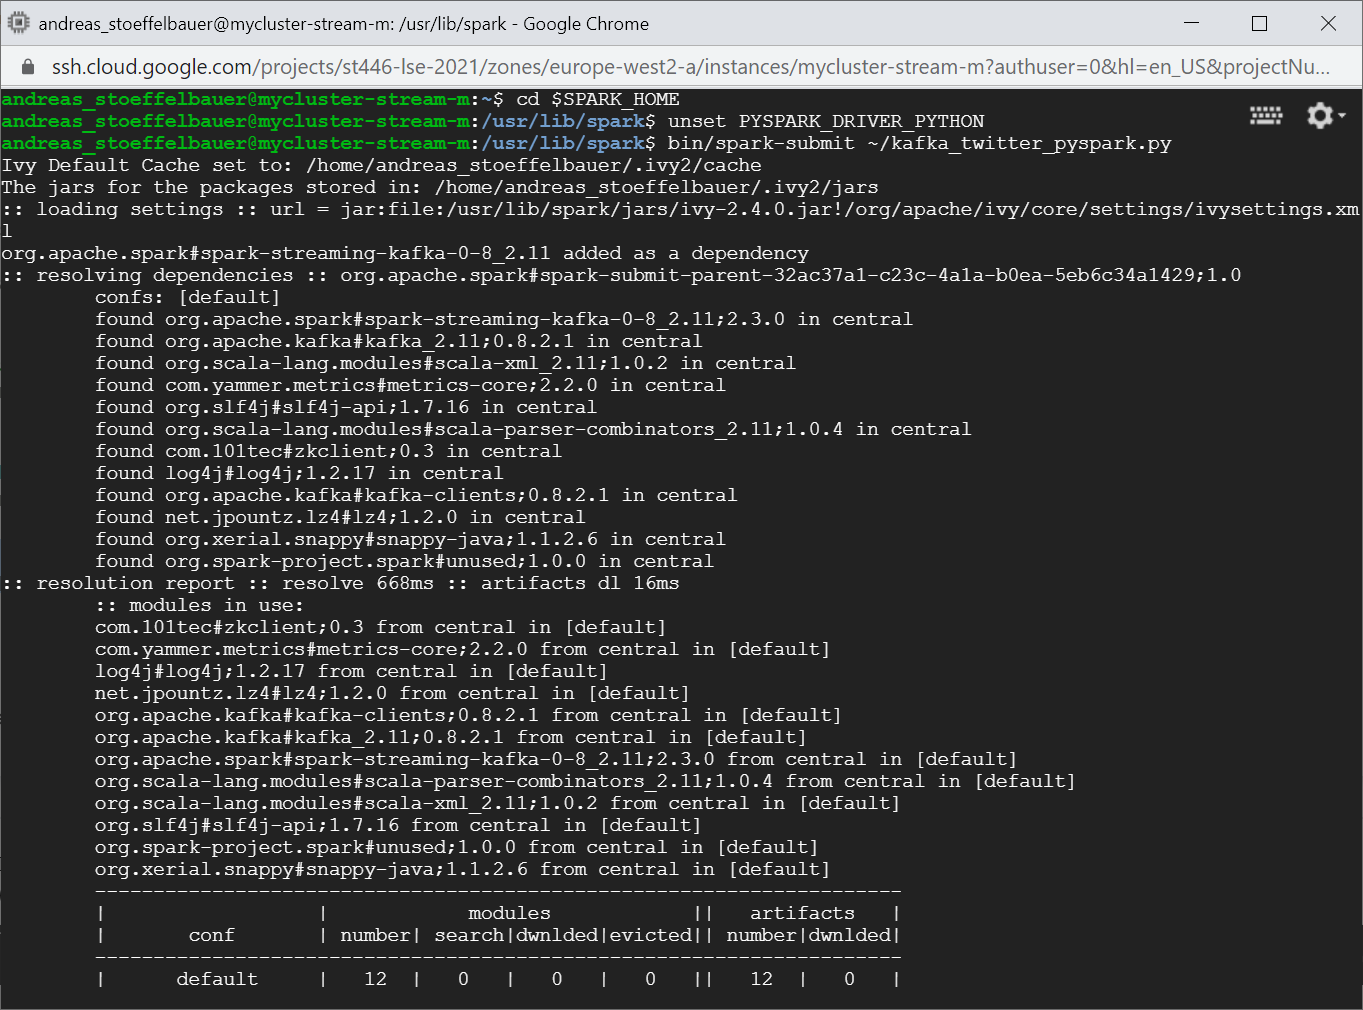 andreas_stoeffelbauer@mycluster-stream-m: /usr/lib/spark - Google Chrome
ssh.cloud.google.com/projects/st446-lse-2021/zones/europe-west2-a/instances/mycluster-stream-m?authuser=0&hl=en_US&projectNu...
andreas_stoeffelbauer@mycluster-stream-m:~$ cd $SPARK_HOME
andreas_stoeffelbauer@mycluster-stream-m:/usr/lib/spark$ unset PYSPARK_DRIVER_PYTHON
andreas_stoeffelbauer@mycluster-stream-m:/usr/lib/spark$ bin/spark-submit ~/kafka_twitter_pyspark.py
Ivy Default Cache set to: /home/andreas_stoeffelbauer/.ivy2/cache
The jars for the packages stored in: /home/andreas_stoeffelbauer/.ivy2/jars
:: loading settings :: url = jar:file:/usr/lib/spark/jars/ivy-2.4.0.jar!/org/apache/ivy/core/settings/ivysettings.xm
l
org.apache.spark#spark-streaming-kafka-0-8_2.11 added as a dependency
:: resolving dependencies :: org.apache.spark#spark-submit-parent-32ac37a1-c23c-4a1a-b0ea-5eb6c34a1429;1.0
confs: [default]
found org.apache.spark#spark-streaming-kafka-0-8_2.11;2.3.0 in central
found org.apache.kafka#kafka_2.11;0.8.2.1 in central
found org.scala-lang.modules#scala-xml_2.11;1.0.2 in central
found com.yammer.metrics#metrics-core;2.2.0 in central
found org.slf4j#slf4j-api;1.7.16 in central
found org.scala-lang.modules#scala-parser-combinators_2.11;1.0.4 in central
found com.101tec#zkclient;0.3 in central
found log4j#log4j;1.2.17 in central
found org.apache.kafka#kafka-clients;0.8.2.1 in central
found net.jpountz.lz4#lz4;1.2.0 in central
found org.xerial.snappy#snappy-java;1.1.2.6 in central
found org.spark-project.spark#unused;1.0.0 in central
:: resolution report :: resolve 668ms :: artifacts dl 16ms
:: modules in use:
com.101tec#zkclient;0.3 from central in [default]
com.yammer.metrics#metrics-core;2.2.0 from central in [default]
log4j#log4j;1.2.17 from central in [default]
net.jpountz.lz4#lz4;1.2.0 from central in [default]
org.apache.kafka#kafka-clients;0.8.2.1 from central in [default]
org.apache.kafka#kafka_2.11;0.8.2.1 from central in [default]
org.apache.spark#spark-streaming-kafka-0-8_2.11;2.3.0 from central in [default]
org.scala-lang.modules#scala-parser-combinators_2.11;1.0.4 from central in [default]
org.scala-lang.modules#scala-xml_2.11;1.0.2 from central in [default]
org.slf4j#slf4j-api;1.7.16 from central in [default]
org.spark-project.spark#unused;1.0.0 from central in [default]
org.xerial.snappy#snappy-java;1.1.2.6 from central in [default]
---------------------------------------------------------------------
|                  |            modules            ||   artifacts   |
|       conf       | number| search|dwnlded|evicted|| number|dwnlded|
---------------------------------------------------------------------
|      default     |   12  |   0   |   0   |   0   ||   12  |   0   |